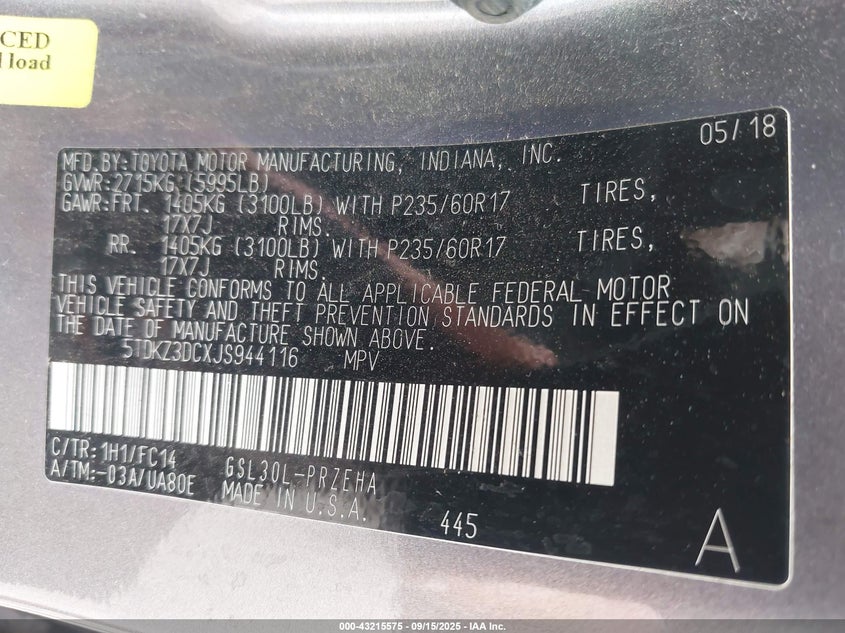 CED
load
05/18
MFD.BY:TOYOTA MOTOR MANUFACTURING, INDIANA, INC.
GVWR:2715KG (5995LB)
GAWR:FRT. 1405KG (3100LB) WITH P235/60R17 TIRES,
17X7J RIMS.
RR. 1405KG (3100LB) WITH P235/60R17 TIRES,
17X7J RIMS.
THIS VEHICLE CONFORMS TO ALL APPLICABLE FEDERAL MOTOR
VEHICLE SAFETY AND THEFT PREVENTION STANDARDS IN EFFECT ON
THE DATE OF MANUFACTURE SHOWN ABOVE.
5TDKZ3DCXJS944116 MPV
C/TR:1H1/FC14 GSL30L-PRZEHA
A/TM:-03A/UA80E MADE IN U.S.A.
445
A
000-43215575 - 09/15/2025 - IAA Inc.